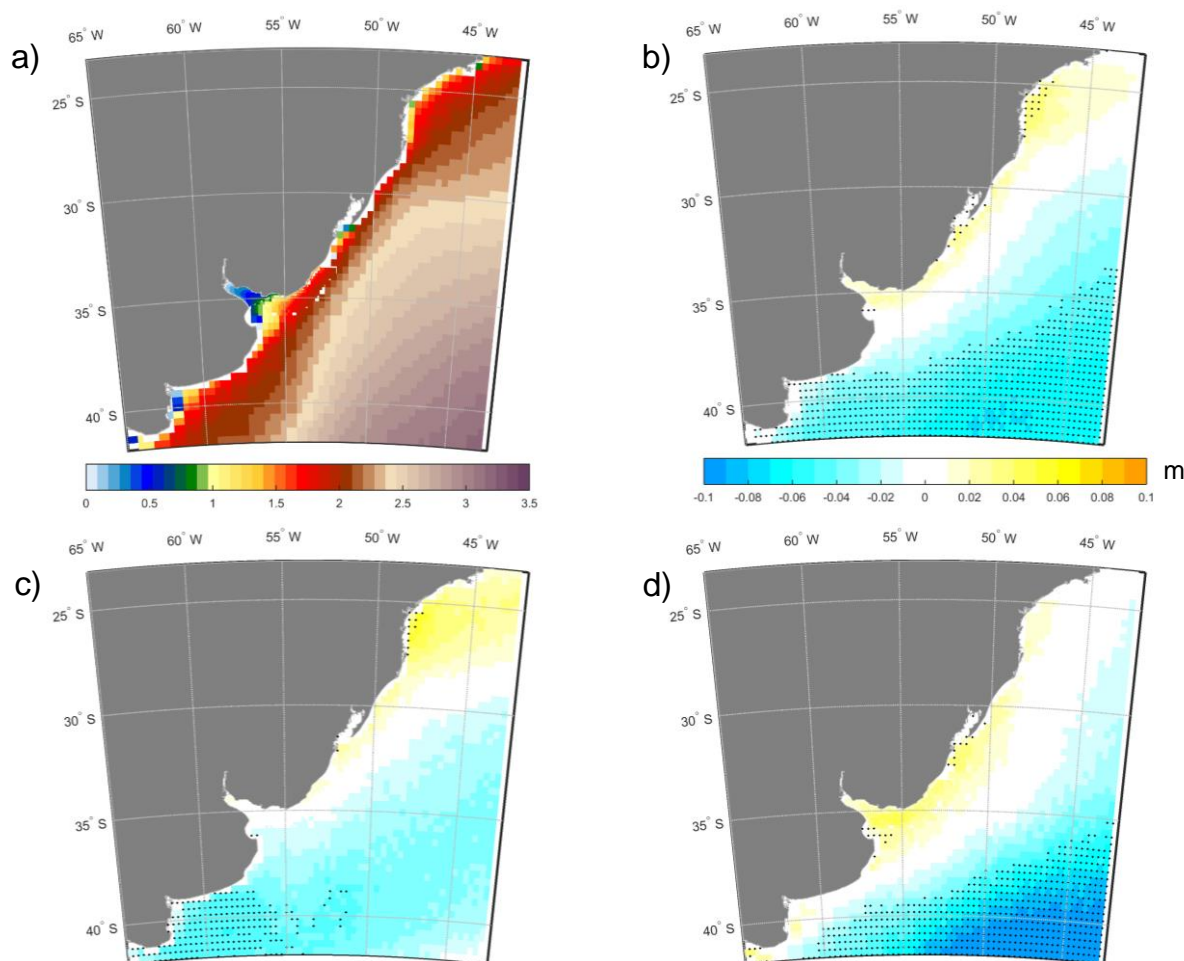 a)
65° W 60° W 55° W 50° W 45° W
25° S
30° S
35° S
40° S
0 0.5 1 1.5 2 2.5 3 3.5
b)
65° W 60° W 55° W 50° W 45° W
25° S
30° S
35° S
40° S
-0.1 -0.08 -0.06 -0.04 -0.02 0 0.02 0.04 0.06 0.08 0.1
m
c)
65° W 60° W 55° W 50° W 45° W
25° S
30° S
35° S
40° S
d)
65° W 60° W 55° W 50° W 45° W
25° S
30° S
35° S
40° S